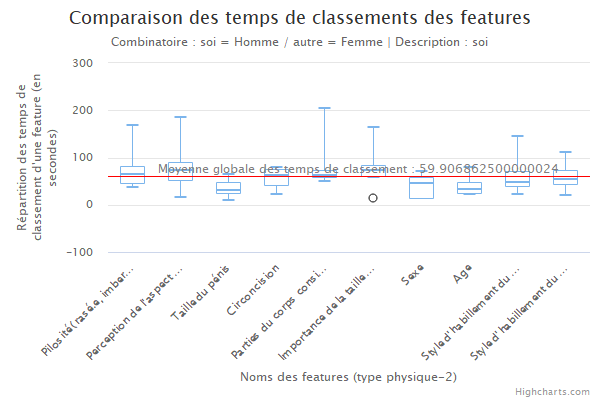 Comparaison des temps de classements des features
Combinatoire : soi = Homme / autre = Femme | Description : soi
Répartition des temps de
classement d'une feature (en
secondes)
300
200
100
0
-100
Moyenne globale des temps de classement : 59.906862500000024
Pilosité(rasée, imber…
Perception de l'aspect…
Taille du pénis
Circoncision
Parties du corps consi…
Importance de la taille…
Sexe
Age
Style d'habillement du …
Style d'habillement du…
Noms des features (type physique-2)
Highcharts.com